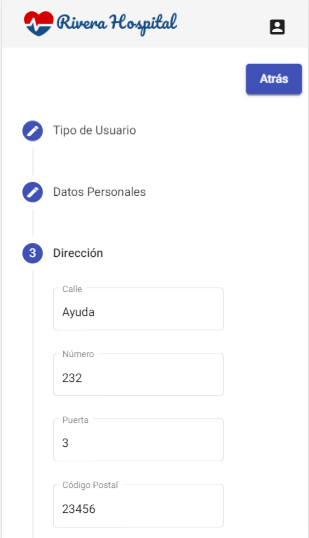 Rivera Hospital
Atrás
Tipo de Usuario
Datos Personales
3 Dirección
Calle
Ayuda
Número
232
Puerta
3
Código Postal
23456